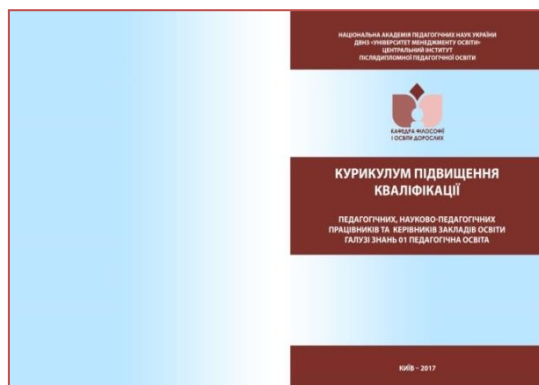 НАЦІОНАЛЬНА АКАДЕМІЯ ПЕДАГОГІЧНИХ НАУК УКРАЇНИ
ДВНЗ «УНІВЕРСИТЕТ МЕНЕДЖМЕНТУ ОСВІТИ»
ЦЕНТРАЛЬНИЙ ІНСТИТУТ
ПІСЛЯДИПЛОМНОЇ ПЕДАГОГІЧНОЇ ОСВІТИ
КАФЕДРА ФІЛОСОФІЇ
І ОСВІТИ ДОРОСЛИХ
КУРИКУЛУМ ПІДВИЩЕННЯ
КВАЛІФІКАЦІЇ
ПЕДАГОГІЧНИХ, НАУКОВО-ПЕДАГОГІЧНИХ
ПРАЦІВНИКІВ ТА КЕРІВНИКІВ ЗАКЛАДІВ ОСВІТИ
ГАЛУЗІ ЗНАНЬ 01 ПЕДАГОГІЧНА ОСВІТА
КИЇВ – 2017